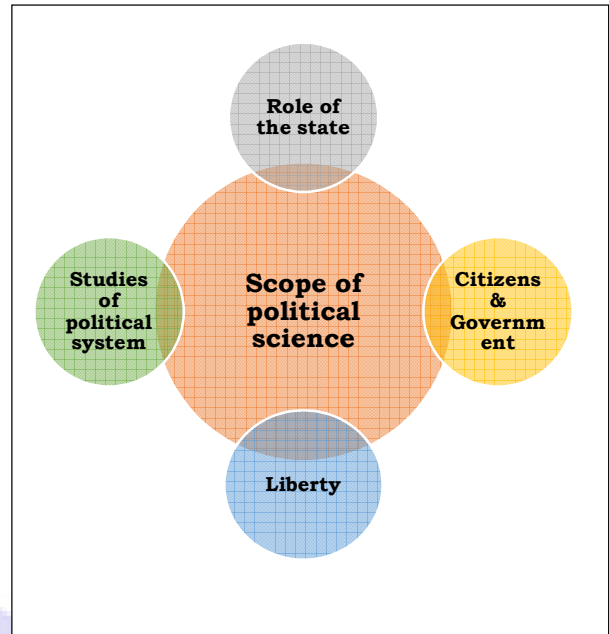 Role of
the state
Studies
of
political
system
Scope of
political
science
Citizens
&
Governm
ent
Liberty